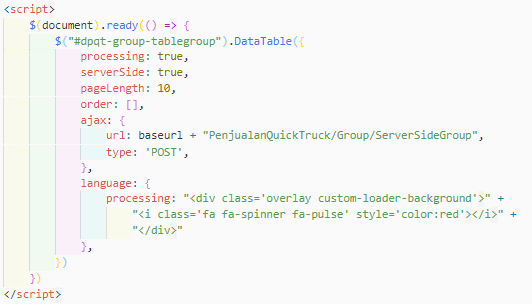 <script>
    $(document).ready(() => {
        $("#dpqt-group-tablegroup").DataTable({
            processing: true,
            serverSide: true,
            pageLength: 10,
            order: [],
            ajax: {
                url: baseurl + "PenjualanQuickTruck/Group/ServerSideGroup",
                type: 'POST',
            },
            language: {
                processing: "<div class='overlay custom-loader-background'>" +
                    "<i class='fa fa-spinner fa-pulse' style='color:red'></i>" +
                    "</div>"
            },
        })
    })
</script>